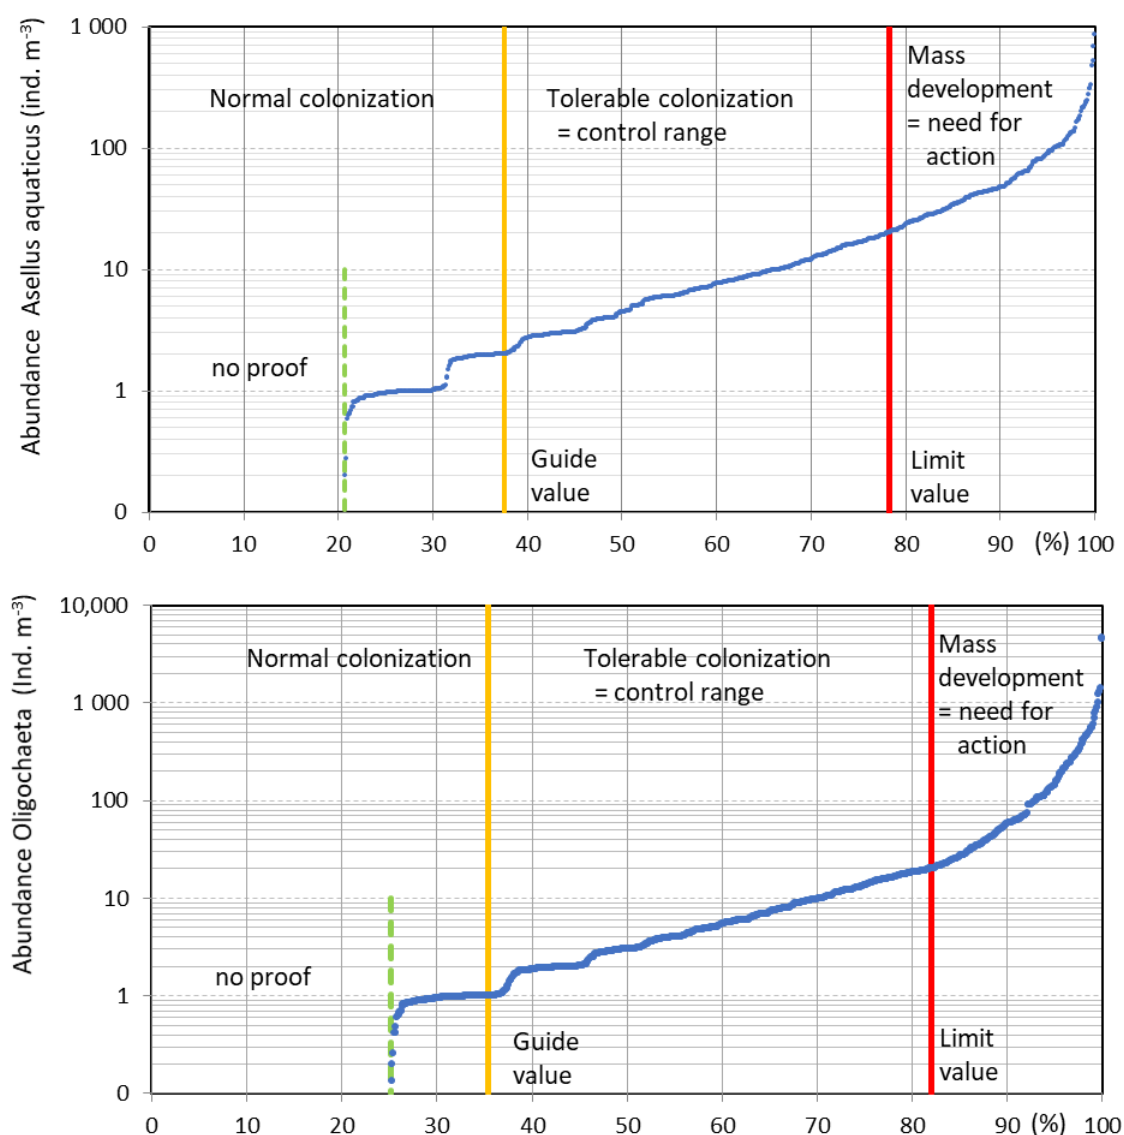 Abundance Asellus aquaticus (ind. m-3)
1 000
100
10
1
0
Normal colonization
Tolerable colonization
= control range
Mass
development
= need for
action
no proof
Guide
value
Limit
value
0 10 20 30 40 50 60 70 80 90 (%) 100
Abundance Oligochaeta (Ind. m-3)
10,000
1 000
100
10
1
0
Normal colonization
Tolerable colonization
= control range
Mass
development
= need for
action
no proof
Guide
value
Limit
value
0 10 20 30 40 50 60 70 80 90 (%) 100